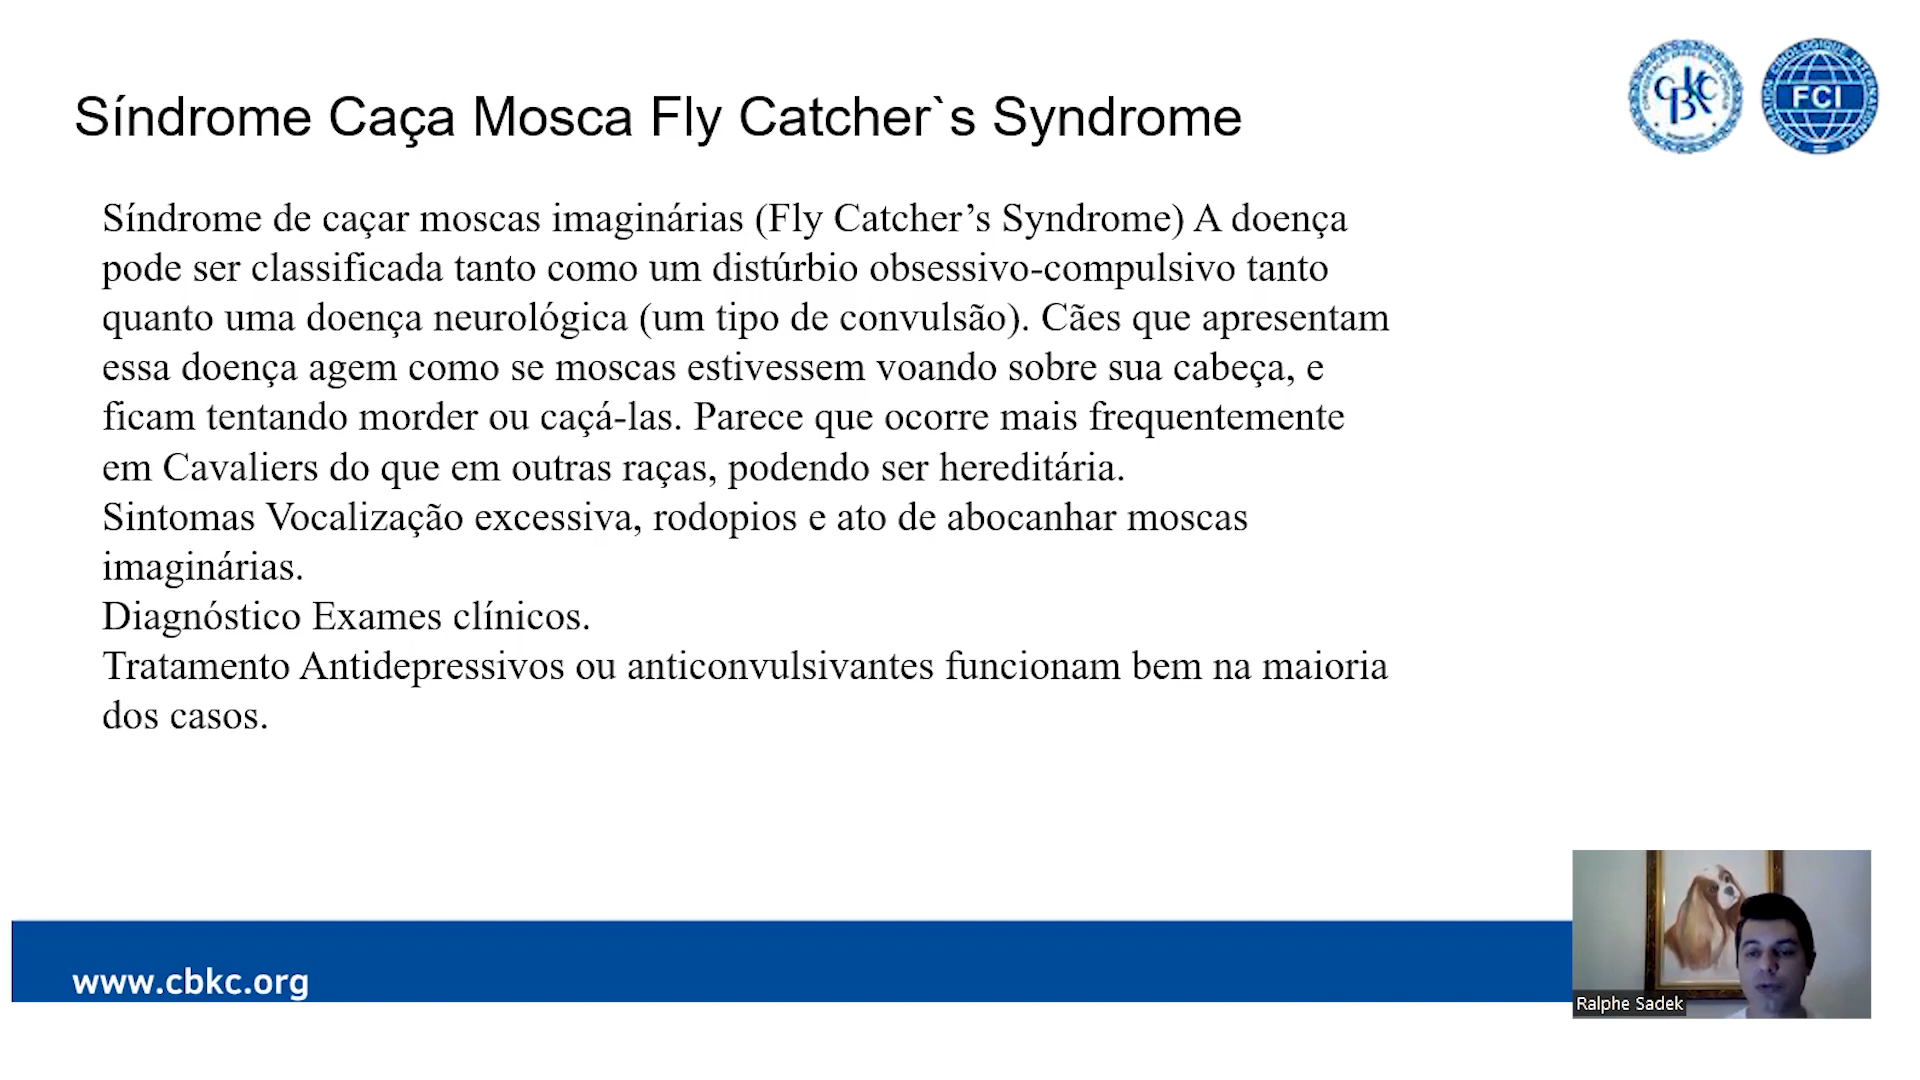 Síndrome Caça Mosca Fly Catcher`s Syndrome
CBKC
FCI
FEDERATION CINOLOGIQUE INTERNATIONALE
Síndrome de caçar moscas imaginárias (Fly Catcher’s Syndrome) A doença
pode ser classificada tanto como um distúrbio obsessivo-compulsivo tanto
quanto uma doença neurológica (um tipo de convulsão). Cães que apresentam
essa doença agem como se moscas estivessem voando sobre sua cabeça, e
ficam tentando morder ou caçá-las. Parece que ocorre mais frequentemente
em Cavaliers do que em outras raças, podendo ser hereditária.
Sintomas Vocalização excessiva, rodopios e ato de abocanhar moscas
imaginárias.
Diagnóstico Exames clínicos.
Tratamento Antidepressivos ou anticonvulsivantes funcionam bem na maioria
dos casos.
www.cbkc.org
Ralphe Sadek